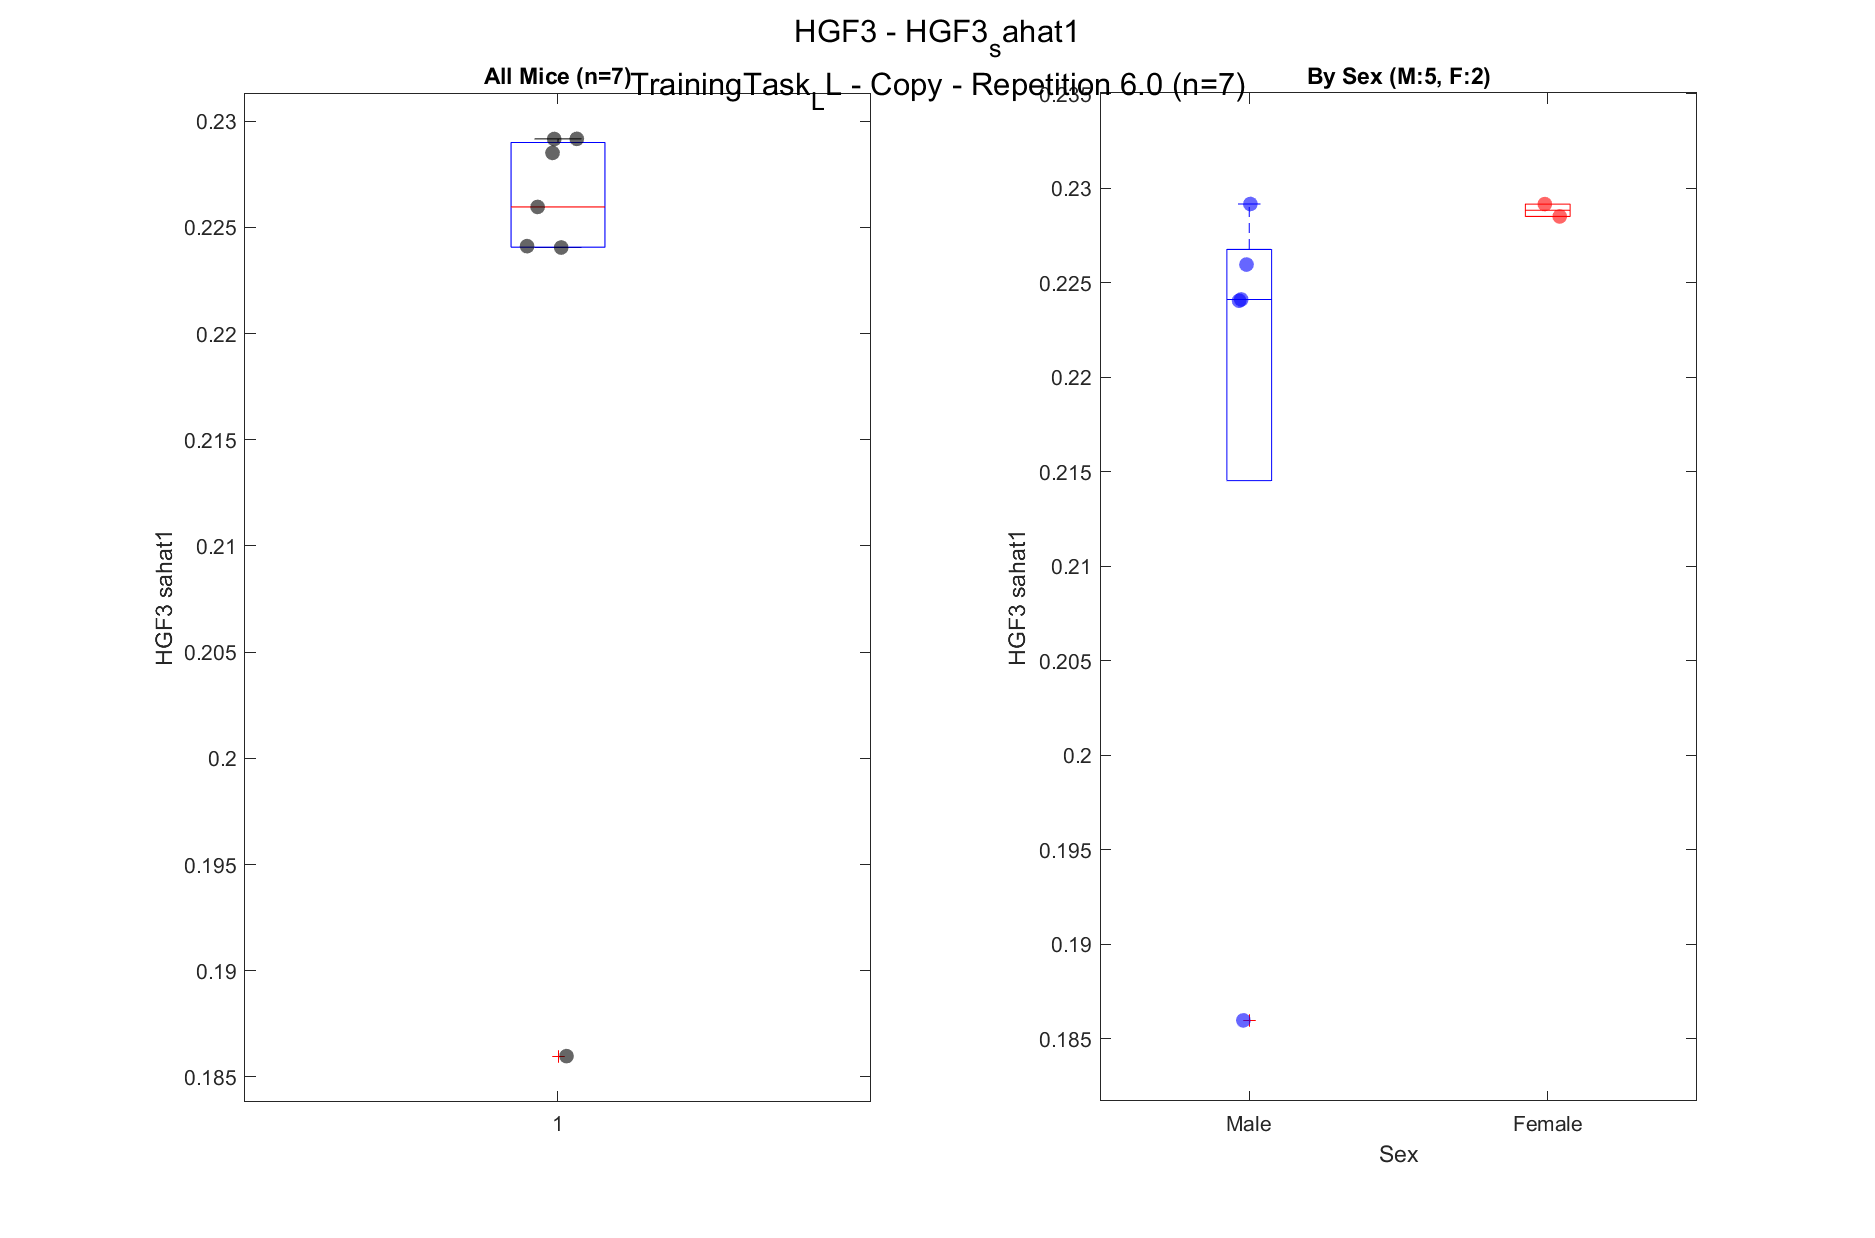 HGF3 - HGF3sahat1
TrainingTaskLL - Copy - Repetition 6.0 (n=7)
All Mice (n=7)
0.23
0.225
0.22
0.215
0.21
0.205
0.2
0.195
0.19
0.185
HGF3 sahat1
1
By Sex (M:5, F:2)
0.235
0.23
0.225
0.22
0.215
0.21
0.205
0.2
0.195
0.19
0.185
HGF3 sahat1
Male Female
Sex